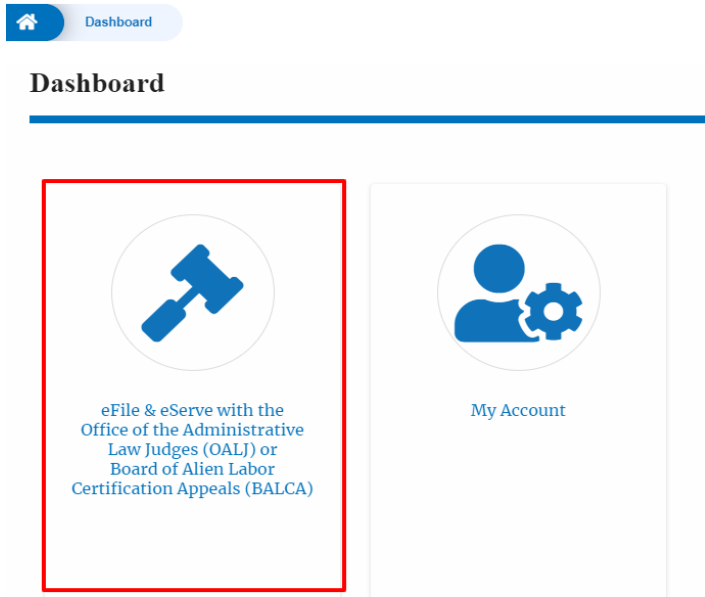 Dashboard
Dashboard
eFile & eServe with the
Office of the Administrative
Law Judges (OALJ) or
Board of Alien Labor
Certification Appeals (BALCA)
My Account